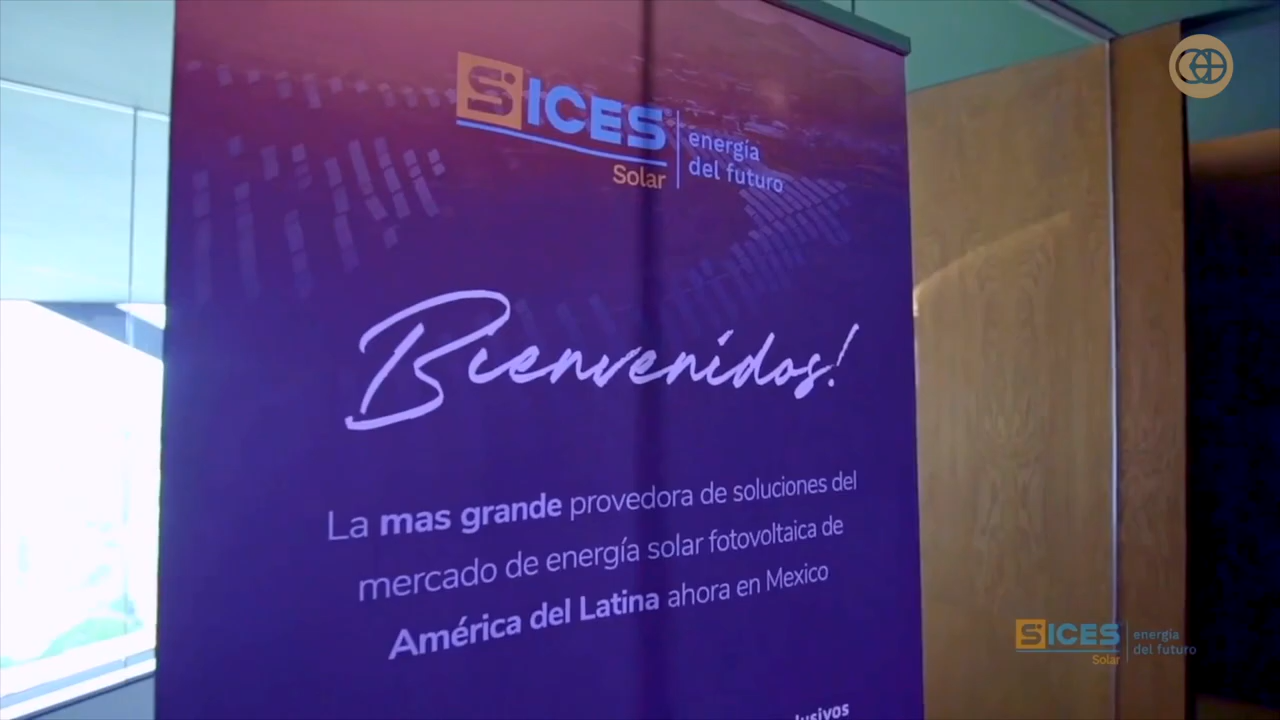 SICES
Solar
energía
del futuro
Bienvenidos!
La mas grande provedora de soluciones del
mercado de energía solar fotovoltaica de
América del Latina ahora en Mexico
SICES
Solar
energía
del futuro